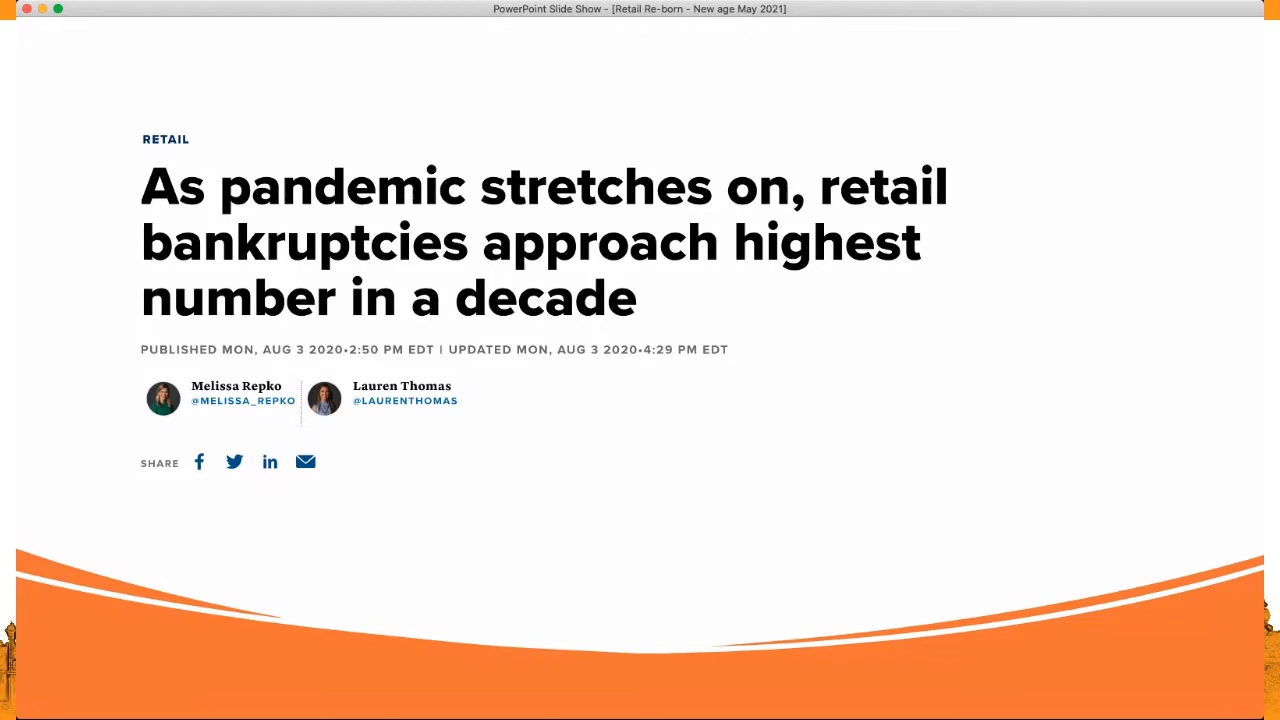 PowerPoint Slide Show - [Retail Re-born - New age May 2021]
RETAIL
As pandemic stretches on, retail
bankruptcies approach highest
number in a decade
PUBLISHED MON, AUG 3 2020•2:50 PM EDT | UPDATED MON, AUG 3 2020•4:29 PM EDT
Melissa Repko
@MELISSA_REPKO
Lauren Thomas
@LAURENTHOMAS
SHARE